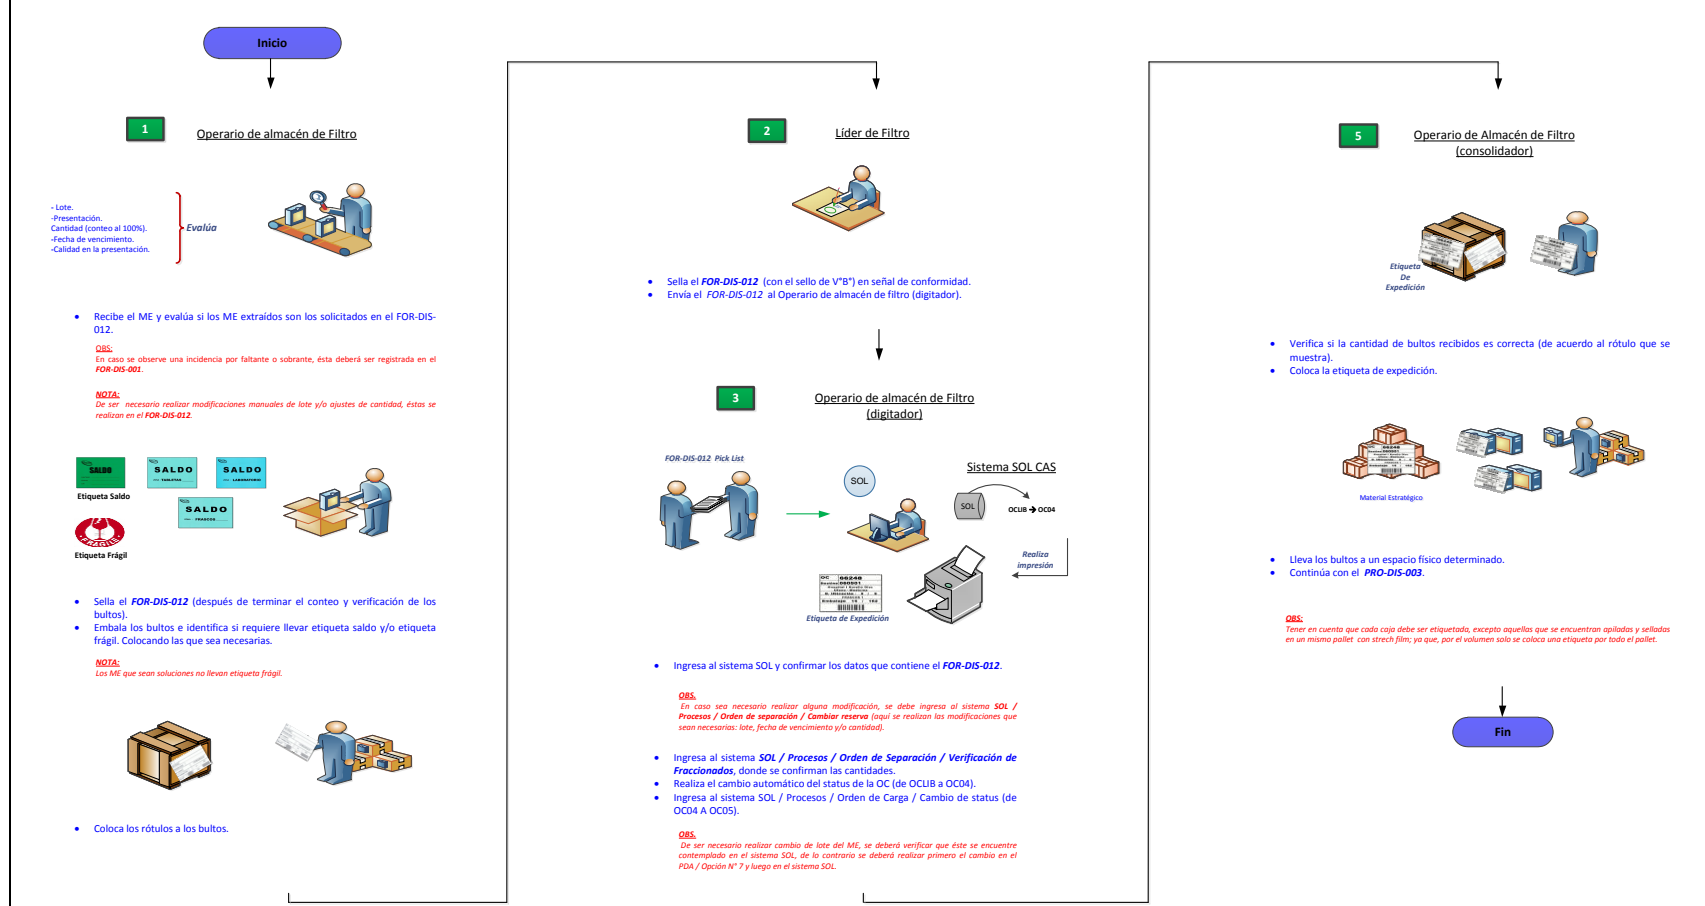 Inicio
1
Operario de almacén de Filtro
- Lote.
-Presentación.
Cantidad (conteo al 100%).
-Fecha de vencimiento.
-Calidad en la presentación.
Evalúa
• Recibe el ME y evalúa si los ME extraídos son los solicitados en el FOR-DIS-
012.
OBS:
En caso se observe una incidencia por faltante o sobrante, ésta deberá ser registrada en el
FOR-DIS-001.
NOTA:
De ser necesario realizar modificaciones manuales de lote y/o ajustes de cantidad, éstas se
realizan en el FOR-DIS-012.
SALDO
SALDO
TABLETAS
SALDO
LABORATORIO
Etiqueta Saldo
SALDO
FRASCOS
FRAGILE
Etiqueta Frágil
• Sella el FOR-DIS-012 (después de terminar el conteo y verificación de los
bultos).
• Embala los bultos e identifica si requiere llevar etiqueta saldo y/o etiqueta
frágil. Colocando las que sea necesarias.
NOTA:
Los ME que sean soluciones no llevan etiqueta frágil.
• Coloca los rótulos a los bultos.
2
Líder de Filtro
• Sella el FOR-DIS-012 (con el sello de V°B°) en señal de conformidad.
• Envía el FOR-DIS-012 al Operario de almacén de filtro (digitador).
3
Operario de almacén de Filtro
(digitador)
FOR-DIS-012 Pick List
SOL
Sistema SOL CAS
SOL
OCLIB → OC04
Realiza
impresión
OC 66248
Etiqueta de Expedición
• Ingresa al sistema SOL y confirmar los datos que contiene el FOR-DIS-012.
OBS.
En caso sea necesario realizar alguna modificación, se debe ingresa al sistema SOL /
Procesos / Orden de separación / Cambiar reserva (aquí se realizan las modificaciones que
sean necesarias: lote, fecha de vencimiento y/o cantidad).
• Ingresa al sistema SOL / Procesos / Orden de Separación / Verificación de
Fraccionados, donde se confirman las cantidades.
• Realiza el cambio automático del status de la OC (de OCLIB a OC04).
• Ingresa al sistema SOL / Procesos / Orden de Carga / Cambio de status (de
OC04 A OC05).
OBS.
De ser necesario realizar cambio de lote del ME, se deberá verificar que éste se encuentre
contemplado en el sistema SOL, de lo contrario se deberá realizar primero el cambio en el
PDA / Opción N° 7 y luego en el sistema SOL.
5
Operario de Almacén de Filtro
(consolidador)
Etiqueta
De
Expedición
• Verifica si la cantidad de bultos recibidos es correcta (de acuerdo al rótulo que se
muestra).
• Coloca la etiqueta de expedición.
Material Estratégico
• Lleva los bultos a un espacio físico determinado.
• Continúa con el PRO-DIS-003.
OBS:
Tener en cuenta que cada caja debe ser etiquetada, excepto aquellas que se encuentran apiladas y selladas
en un mismo pallet con strech film; ya que, por el volumen solo se coloca una etiqueta por todo el pallet.
Fin